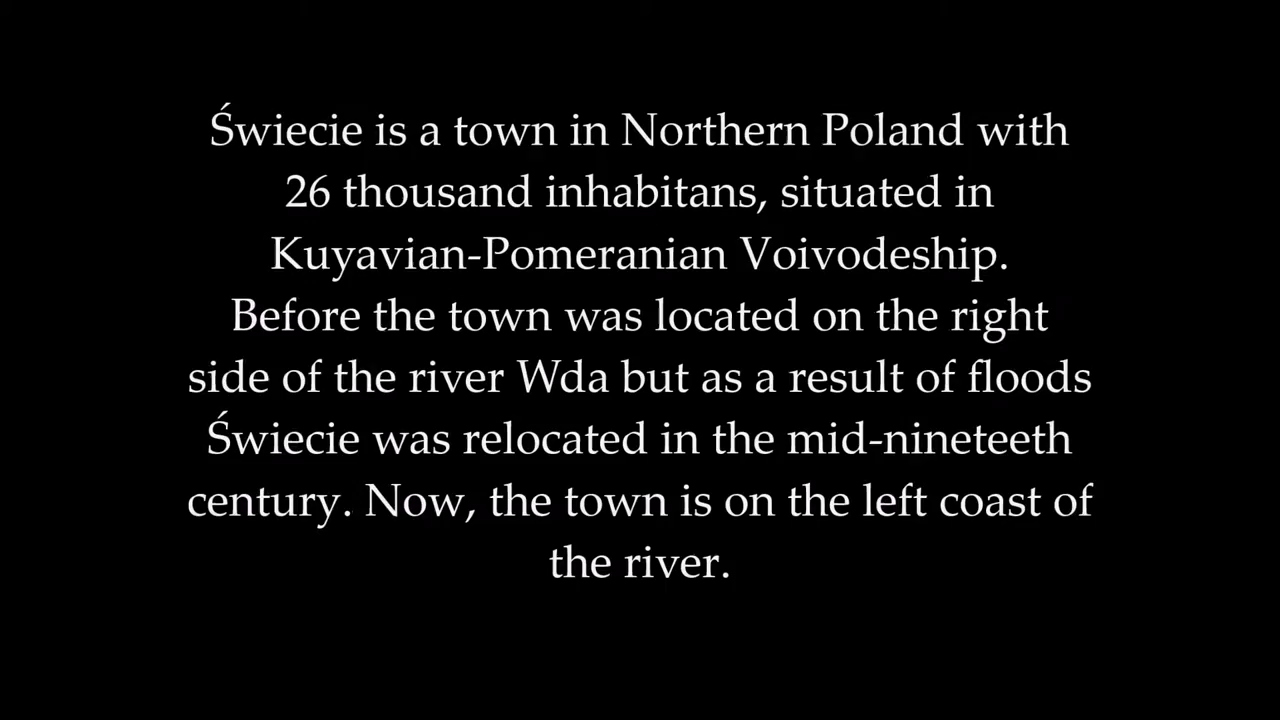 Świecie is a town in Northern Poland with
26 thousand inhabitans, situated in
Kuyavian-Pomeranian Voivodeship.
Before the town was located on the right
side of the river Wda but as a result of floods
Świecie was relocated in the mid-nineteeth
century. Now, the town is on the left coast of
the river.